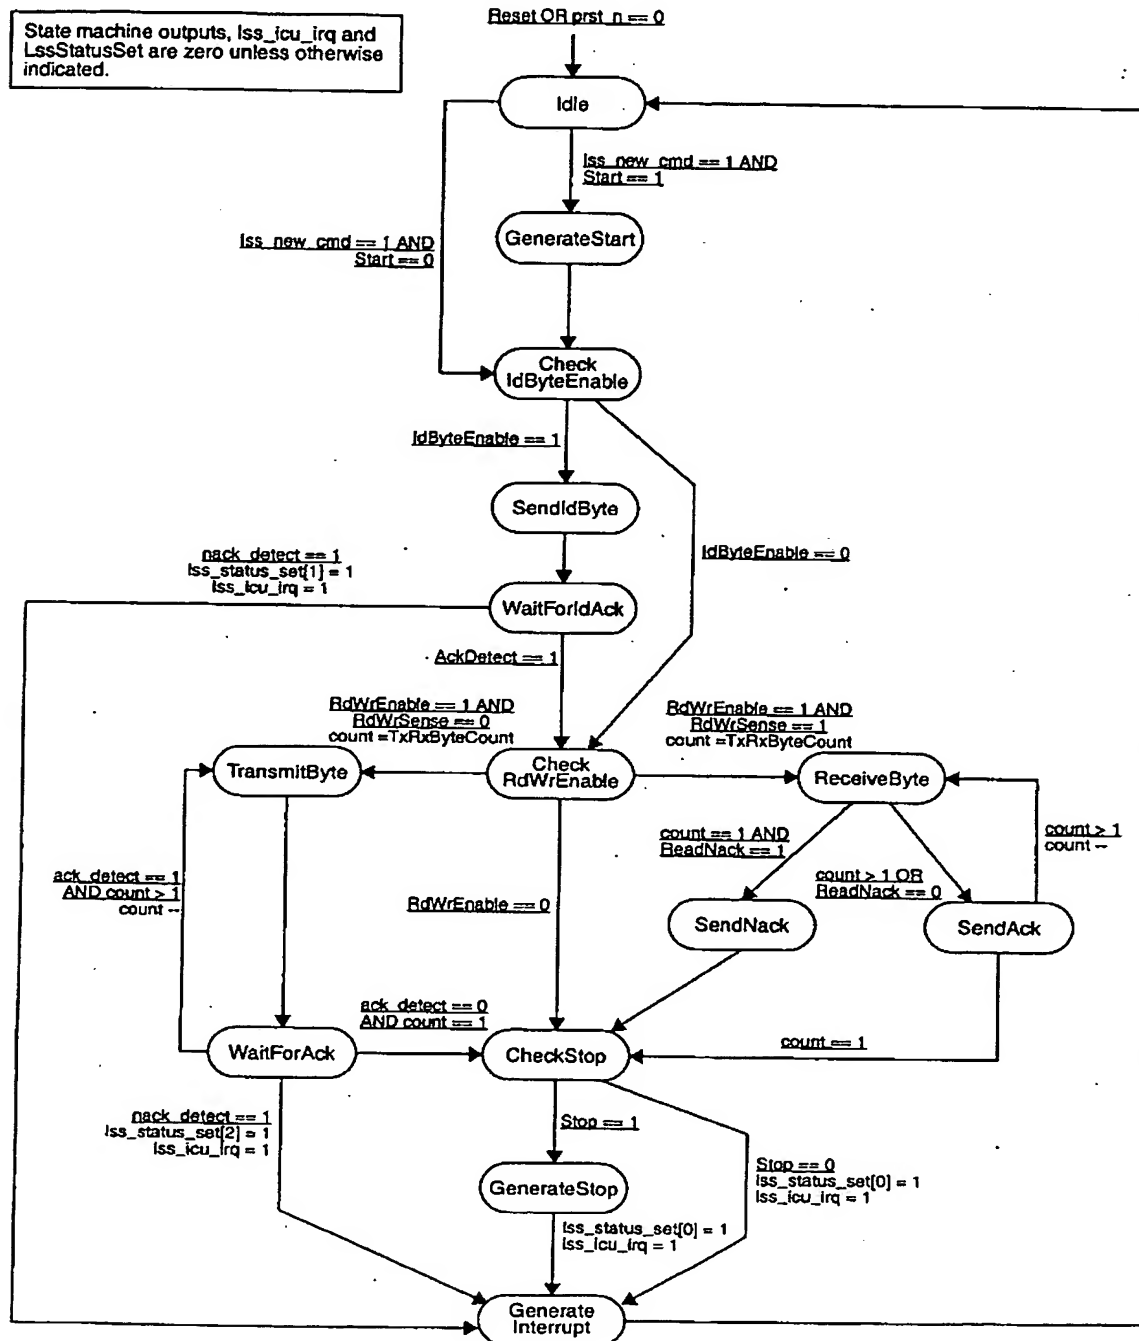 Reset OR prst_n == 0
State machine outputs, lss_icu_irq and
LssStatusSet are zero unless otherwise
indicated.
Idle
lss_new_cmd == 1 AND
Start == 1
GenerateStart
lss_new_cmd == 1 AND
Start == 0
Check
IdByteEnable
IdByteEnable == 1
SendIdByte
IdByteEnable == 0
nack_detect == 1
lss_status_set[1] = 1
lss_icu_irq = 1
WaitForIdAck
AckDetect == 1
RdWrEnable == 1 AND
RdWrSense == 0
count =TxRxByteCount
RdWrEnable == 1 AND
RdWrSense == 1
count =TxRxByteCount
TransmitByte
Check
RdWrEnable
ReceiveByte
count == 1 AND
ReadNack == 1
count > 1
count --
ack_detect == 1
AND count > 1
count --
RdWrEnable == 0
count > 1 OR
ReadNack == 0
SendNack
SendAck
ack_detect == 0
AND count == 1
WaitForAck
CheckStop
count == 1
nack_detect == 1
lss_status_set[2] = 1
lss_icu_irq = 1
Stop == 1
Stop == 0
lss_status_set[0] = 1
lss_icu_irq = 1
GenerateStop
lss_status_set[0] = 1
lss_icu_irq = 1
Generate
Interrupt